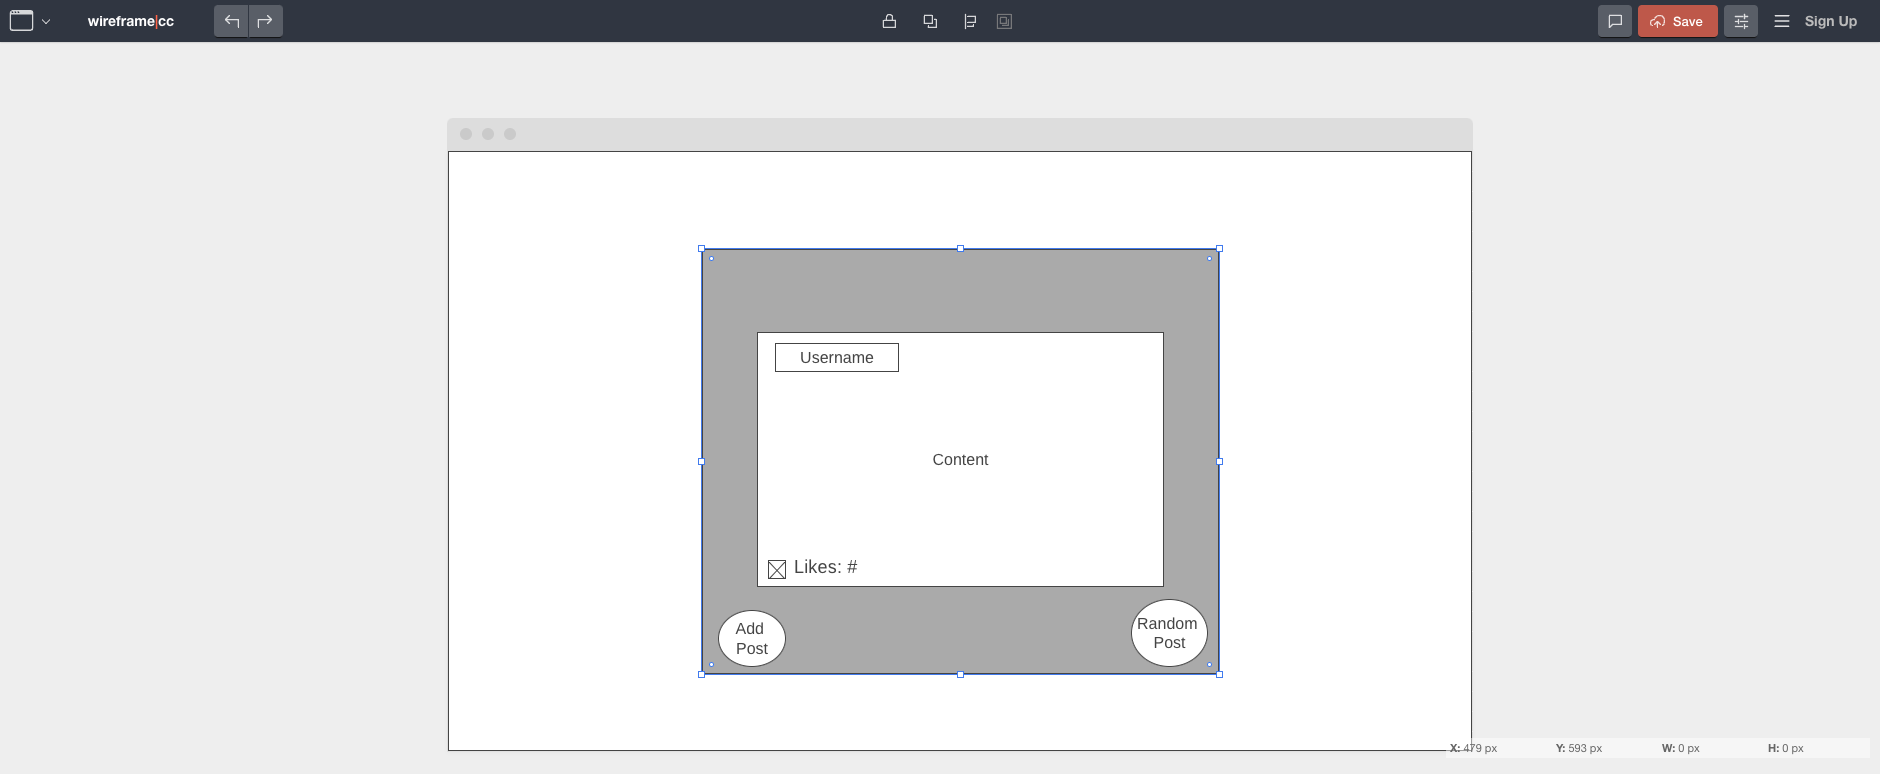 wireframe|cc
Save
Sign Up
Username
Content
Likes: #
Add
Post
Random
Post
X: 479 px Y: 593 px W: 0 px H: 0 px